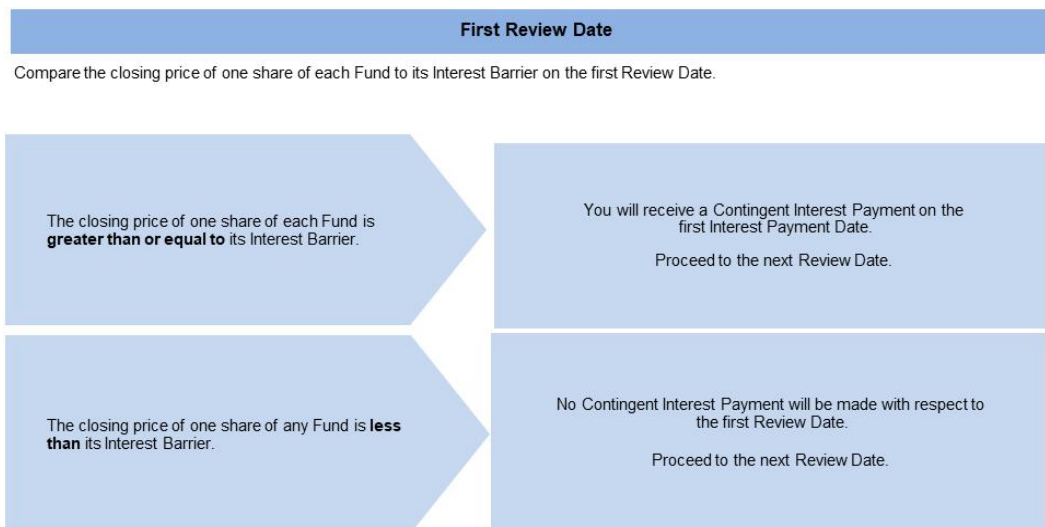 First Review Date
Compare the closing price of one share of each Fund to its Interest Barrier on the first Review Date.
The closing price of one share of each Fund is
greater than or equal to its Interest Barrier.
You will receive a Contingent Interest Payment on the
first Interest Payment Date.
Proceed to the next Review Date.
The closing price of one share of any Fund is less
than its Interest Barrier.
No Contingent Interest Payment will be made with respect to
the first Review Date.
Proceed to the next Review Date.